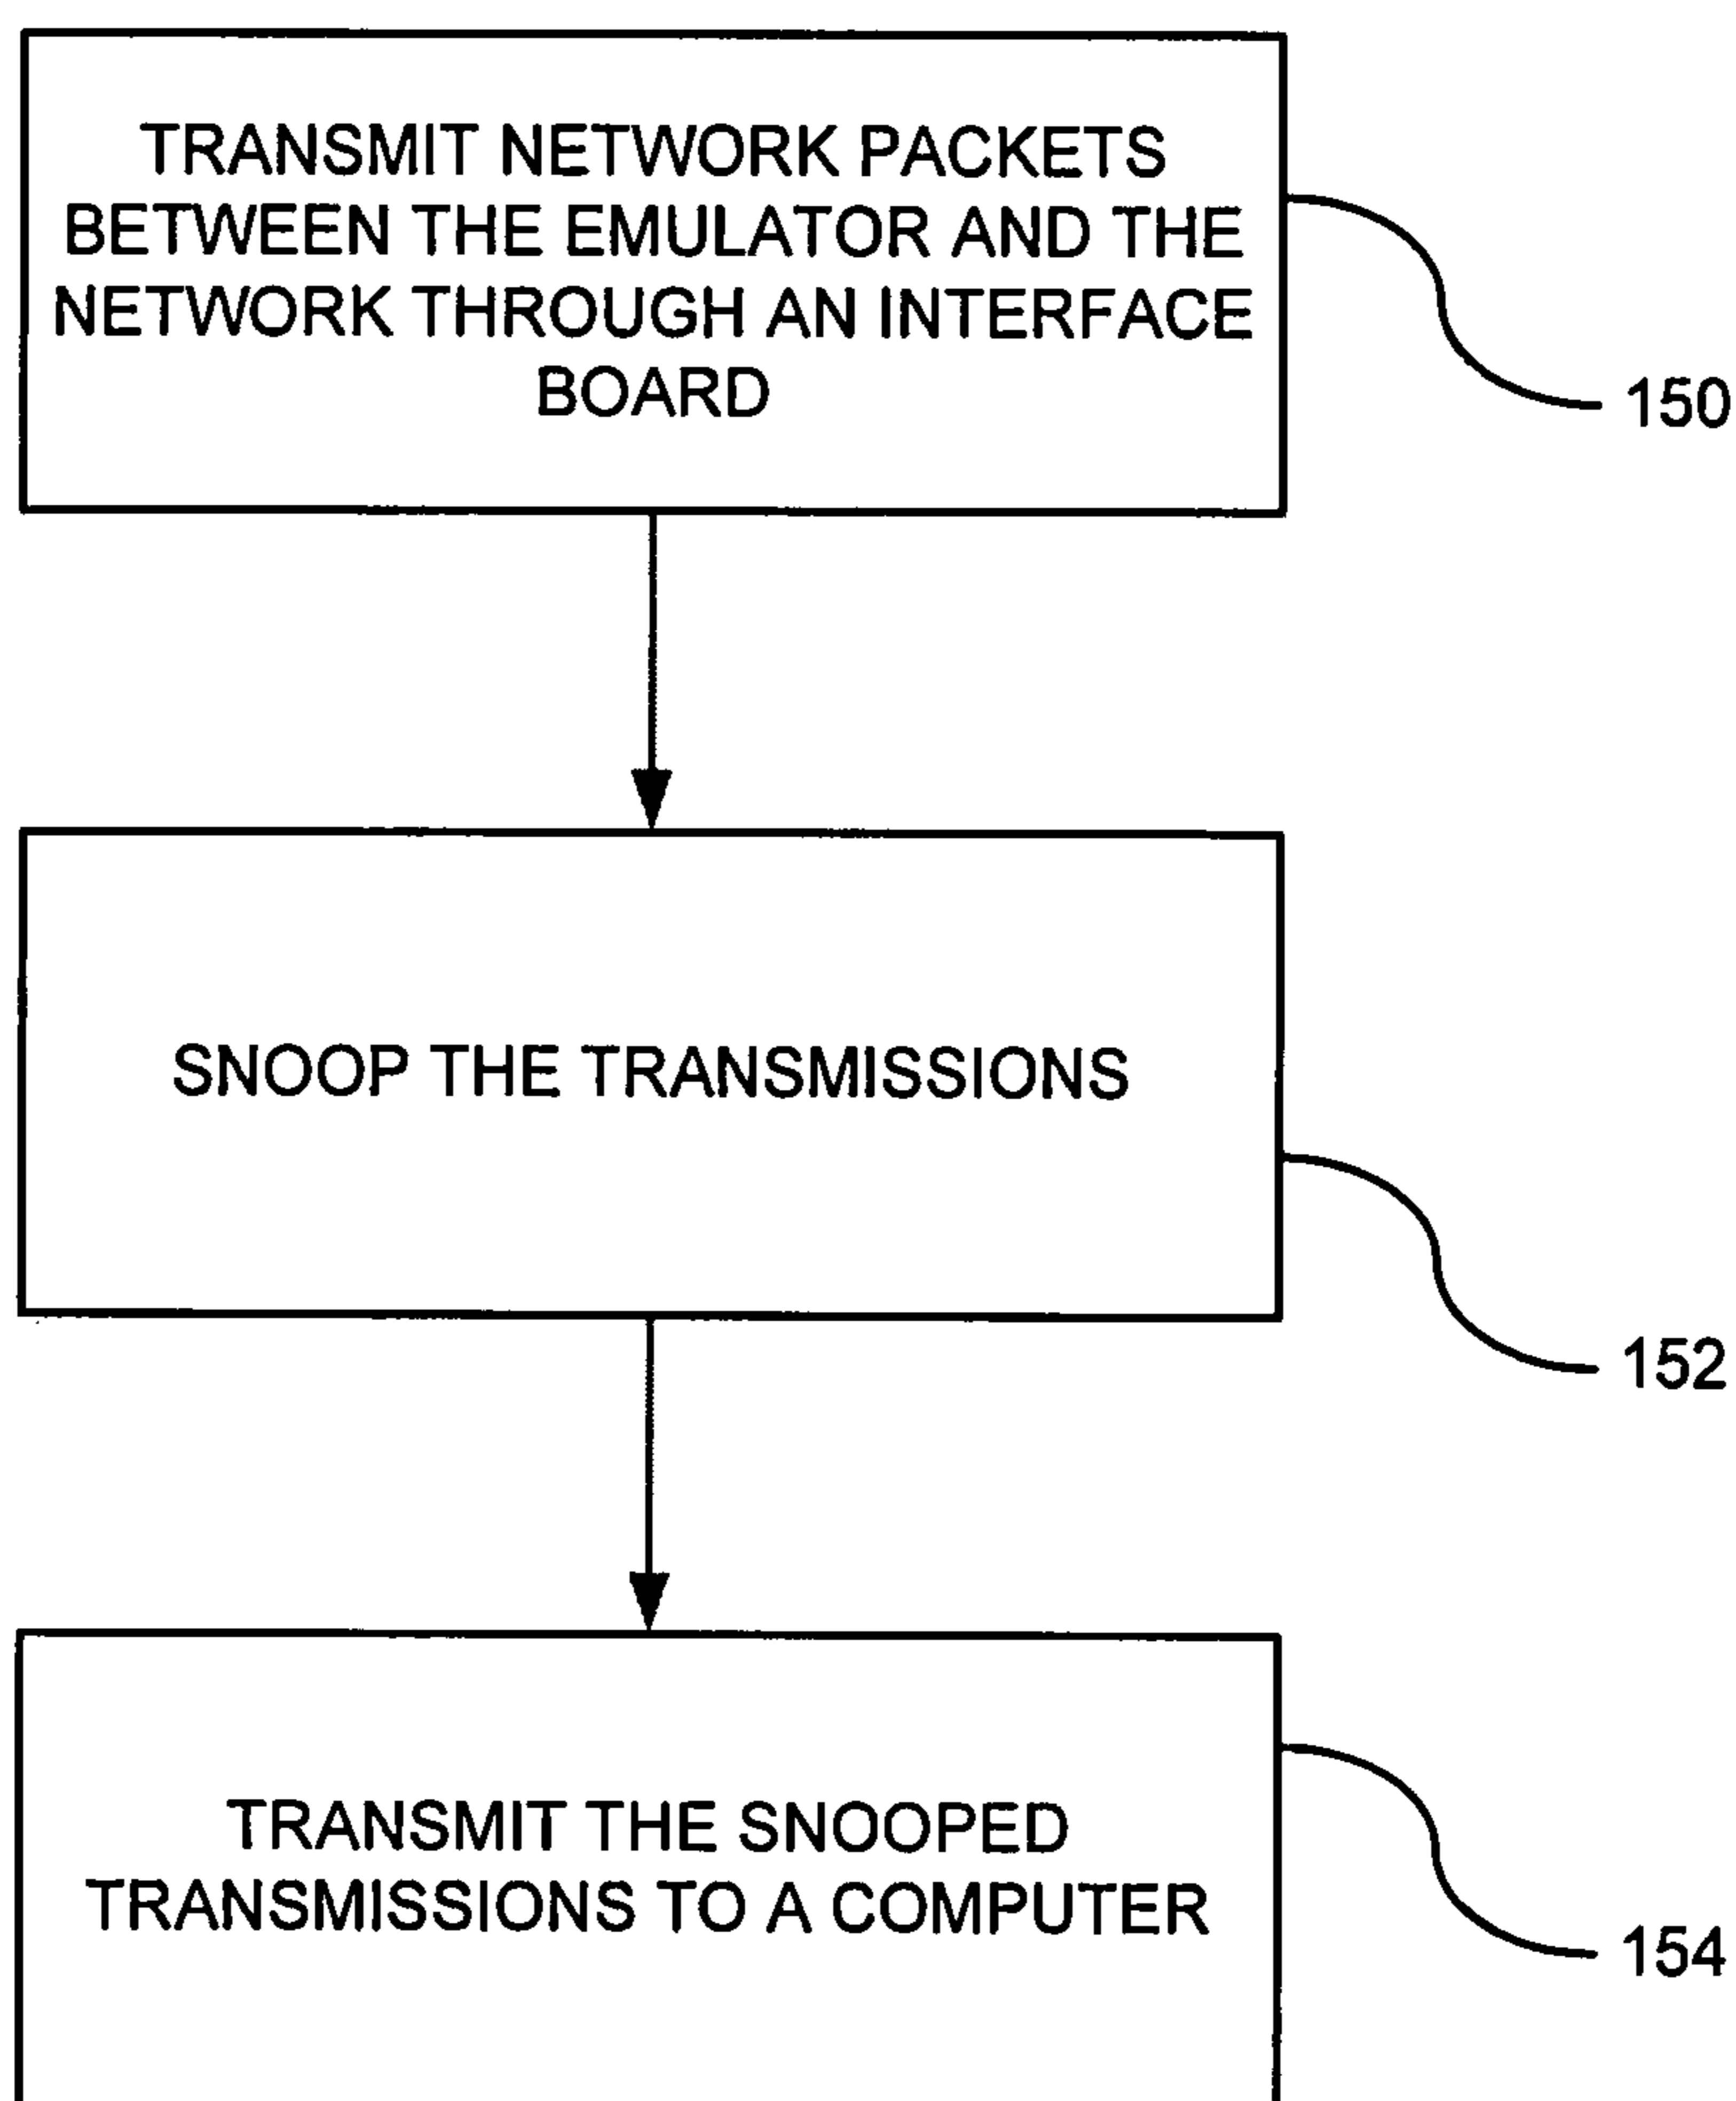 TRANSMIT NETWORK PACKETS
BETWEEN THE EMULATOR AND THE
NETWORK THROUGH AN INTERFACE
BOARD
150
SNOOP THE TRANSMISSIONS
152
TRANSMIT THE SNOOPED
TRANSMISSIONS TO A COMPUTER
154